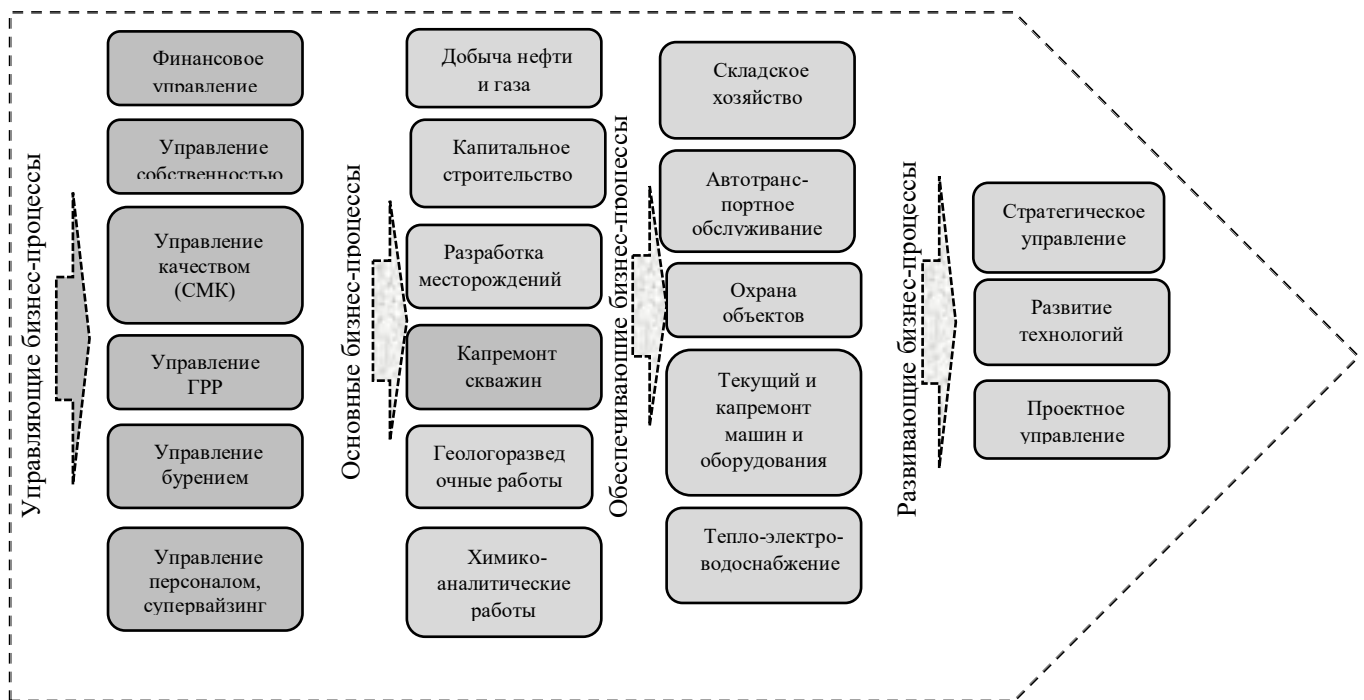 Управляющие бизнес-процессы
Финансовое
управление
Управление
собственностью
Управление
качеством
(СМК)
Управление
ГРР
Управление
бурением
Управление
персоналом,
супервайзинг
Основные бизнес-процессы
Добыча нефти
и газа
Капитальное
строительство
Разработка
месторождений
Капремонт
скважин
Геологоразвед
очные работы
Химико-
аналитические
работы
Обеспечивающие бизнес-процессы
Складское
хозяйство
Автотранс-
портное
обслуживание
Охрана
объектов
Текущий и
капремонт
машин и
оборудования
Тепло-электро-
водоснабжение
Развивающие бизнес-процессы
Стратегическое
управление
Развитие
технологий
Проектное
управление